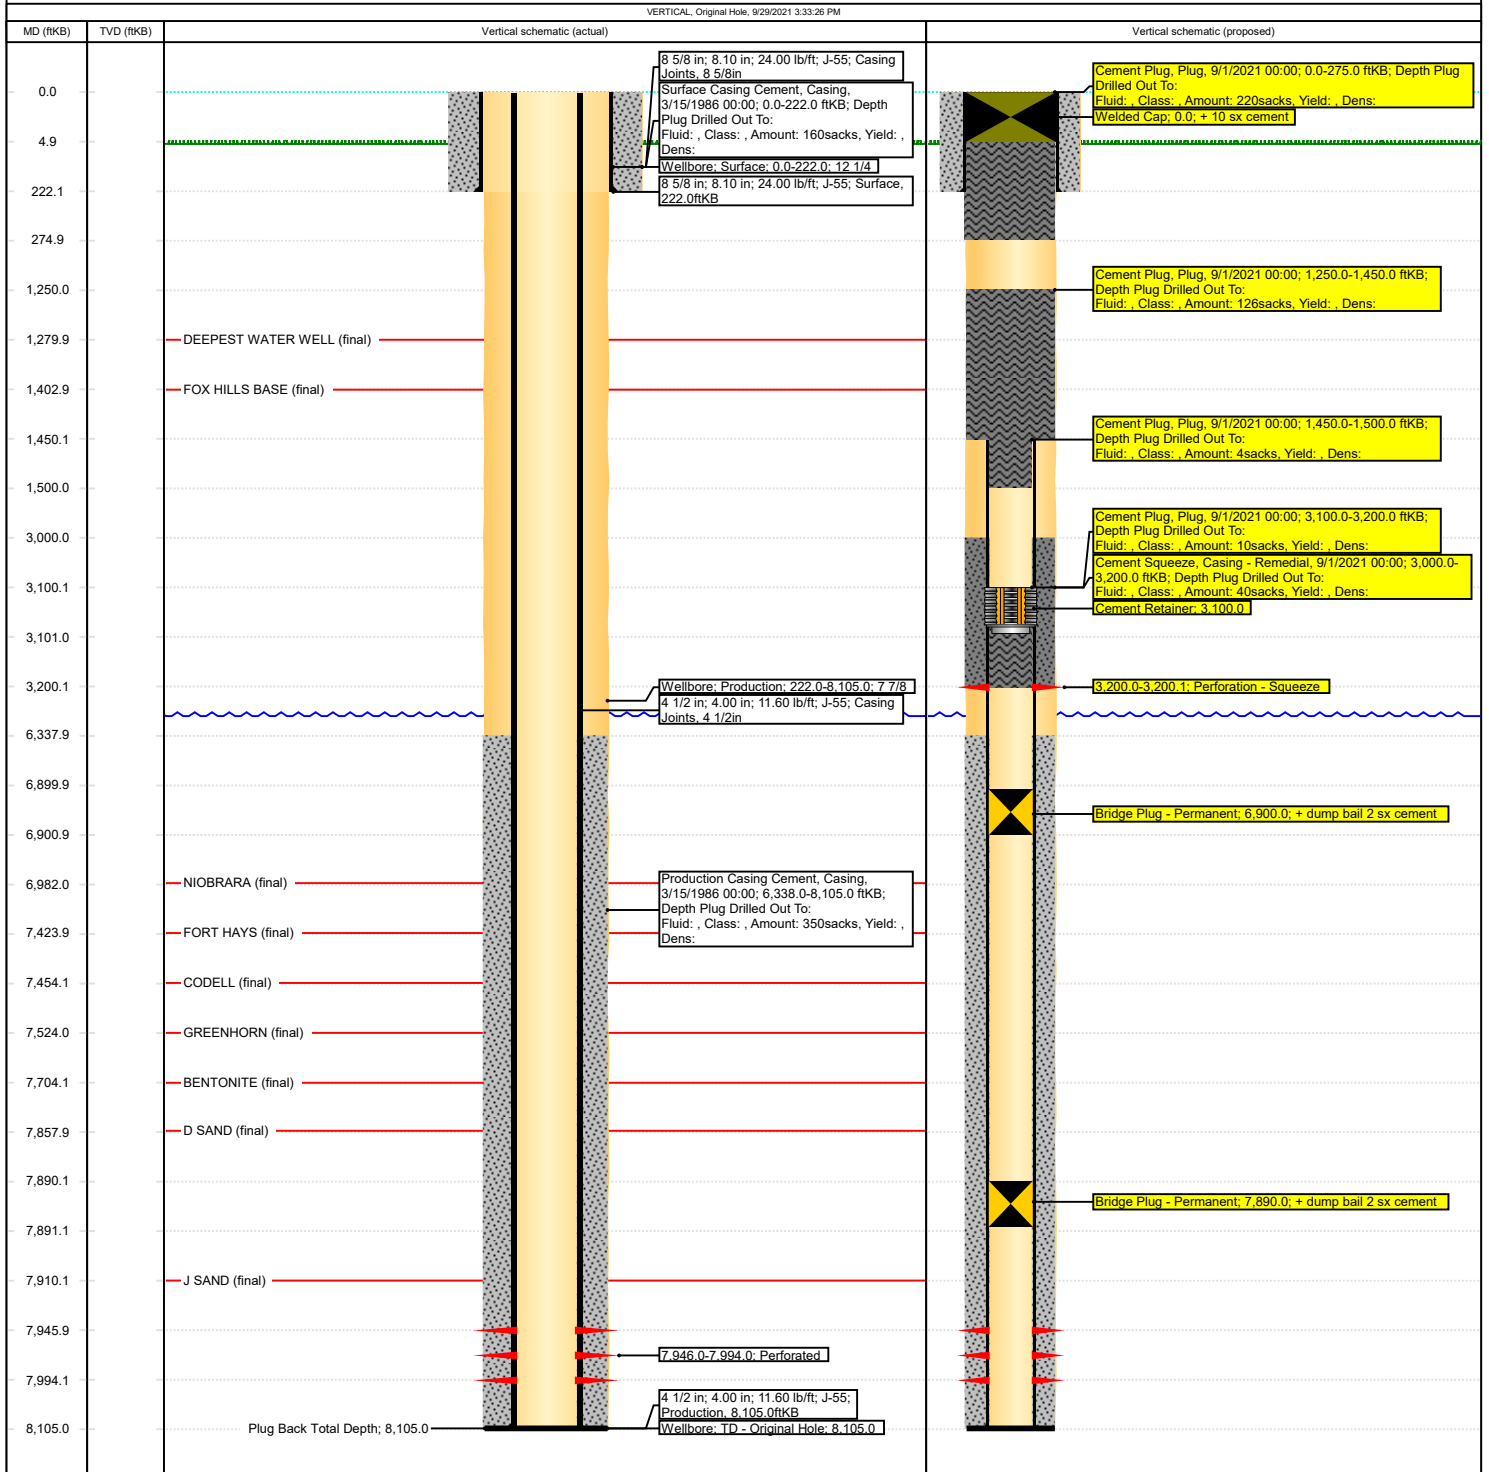 VERTICAL, Original Hole, 9/29/2021 3:33:26 PM
MD (ftKB)
TVD (ftKB)
Vertical schematic (actual)
Vertical schematic (proposed)
0.0
4.9
222.1
274.9
1,250.0
1,279.9
1,402.9
1,450.1
1,500.0
3,000.0
3,100.1
3,101.0
3,200.1
6,337.9
6,899.9
6,900.9
6,982.0
7,423.9
7,454.1
7,524.0
7,704.1
7,857.9
7,890.1
7,891.1
7,910.1
7,945.9
7,994.1
8,105.0
DEEPEST WATER WELL (final)
FOX HILLS BASE (final)
NIOBRARA (final)
FORT HAYS (final)
CODELL (final)
GREENHORN (final)
BENTONITE (final)
D SAND (final)
J SAND (final)
Plug Back Total Depth; 8,105.0
8 5/8 in; 8.10 in; 24.00 lb/ft; J-55; Casing
Joints, 8 5/8in
Surface Casing Cement, Casing,
3/15/1986 00:00; 0.0-222.0 ftKB; Depth
Plug Drilled Out To:
Fluid: , Class: , Amount: 160sacks, Yield: ,
Dens:
Wellbore; Surface; 0.0-222.0; 12 1/4
8 5/8 in; 8.10 in; 24.00 lb/ft; J-55; Surface,
222.0ftKB
Wellbore; Production; 222.0-8,105.0; 7 7/8
4 1/2 in; 4.00 in; 11.60 lb/ft; J-55; Casing
Joints, 4 1/2in
Production Casing Cement, Casing,
3/15/1986 00:00; 6,338.0-8,105.0 ftKB;
Depth Plug Drilled Out To:
Fluid: , Class: , Amount: 350sacks, Yield: ,
Dens:
7,946.0-7,994.0; Perforated
4 1/2 in; 4.00 in; 11.60 lb/ft; J-55;
Production, 8,105.0ftKB
Wellbore; TD - Original Hole; 8,105.0
Cement Plug, Plug, 9/1/2021 00:00; 0.0-275.0 ftKB; Depth Plug
Drilled Out To:
Fluid: , Class: , Amount: 220sacks, Yield: , Dens:
Welded Cap; 0.0; + 10 sx cement
Cement Plug, Plug, 9/1/2021 00:00; 1,250.0-1,450.0 ftKB;
Depth Plug Drilled Out To:
Fluid: , Class: , Amount: 126sacks, Yield: , Dens:
Cement Plug, Plug, 9/1/2021 00:00; 1,450.0-1,500.0 ftKB;
Depth Plug Drilled Out To:
Fluid: , Class: , Amount: 4sacks, Yield: , Dens:
Cement Plug, Plug, 9/1/2021 00:00; 3,100.0-3,200.0 ftKB;
Depth Plug Drilled Out To:
Fluid: , Class: , Amount: 10sacks, Yield: , Dens:
Cement Squeeze, Casing - Remedial, 9/1/2021 00:00; 3,000.0-
3,200.0 ftKB; Depth Plug Drilled Out To:
Fluid: , Class: , Amount: 40sacks, Yield: , Dens:
Cement Retainer; 3,100.0
3,200.0-3,200.1; Perforation - Squeeze
Bridge Plug - Permanent; 6,900.0; + dump bail 2 sx cement
Bridge Plug - Permanent; 7,890.0; + dump bail 2 sx cement